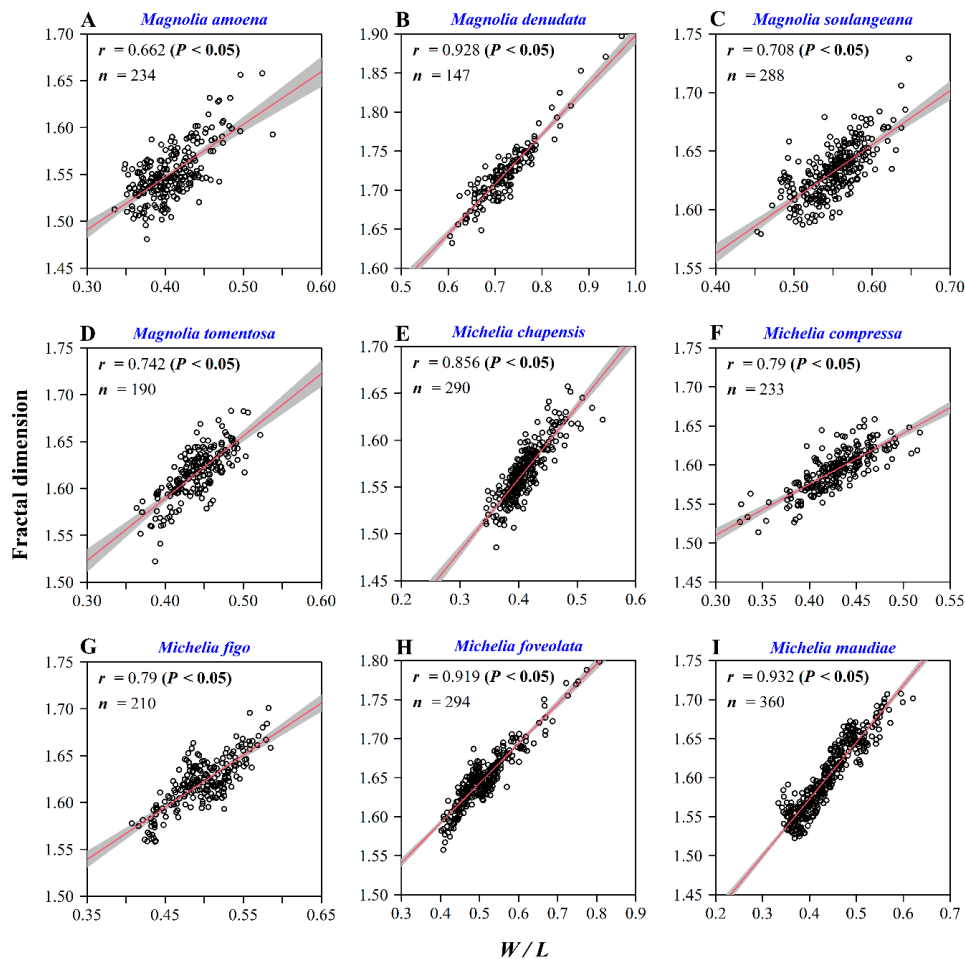 A Magnolia amoena
r = 0.662 (P < 0.05)
n = 234
1.70
1.65
1.60
1.55
1.50
1.45
0.30 0.40 0.50 0.60
B Magnolia denudata
r = 0.928 (P < 0.05)
n = 147
1.90
1.85
1.80
1.75
1.70
1.65
1.60
0.5 0.6 0.7 0.8 0.9 1.0
C Magnolia soulangeana
r = 0.708 (P < 0.05)
n = 288
1.75
1.70
1.65
1.60
1.55
0.40 0.50 0.60 0.70
Fractal dimension
D Magnolia tomentosa
r = 0.742 (P < 0.05)
n = 190
1.75
1.70
1.65
1.60
1.55
1.50
0.30 0.40 0.50 0.60
E Michelia chapensis
r = 0.856 (P < 0.05)
n = 290
1.70
1.65
1.60
1.55
1.50
1.45
0.2 0.3 0.4 0.5 0.6
F Michelia compressa
r = 0.79 (P < 0.05)
n = 233
1.75
1.70
1.65
1.60
1.55
1.50
1.45
0.30 0.35 0.40 0.45 0.50 0.55
G Michelia figo
r = 0.79 (P < 0.05)
n = 210
1.75
1.70
1.65
1.60
1.55
1.50
0.35 0.45 0.55 0.65
H Michelia foveolata
r = 0.919 (P < 0.05)
n = 294
1.80
1.75
1.70
1.65
1.60
1.55
1.50
0.3 0.4 0.5 0.6 0.7 0.8 0.9
I Michelia maudiae
r = 0.932 (P < 0.05)
n = 360
1.75
1.70
1.65
1.60
1.55
1.50
1.45
0.2 0.3 0.4 0.5 0.6 0.7
W / L